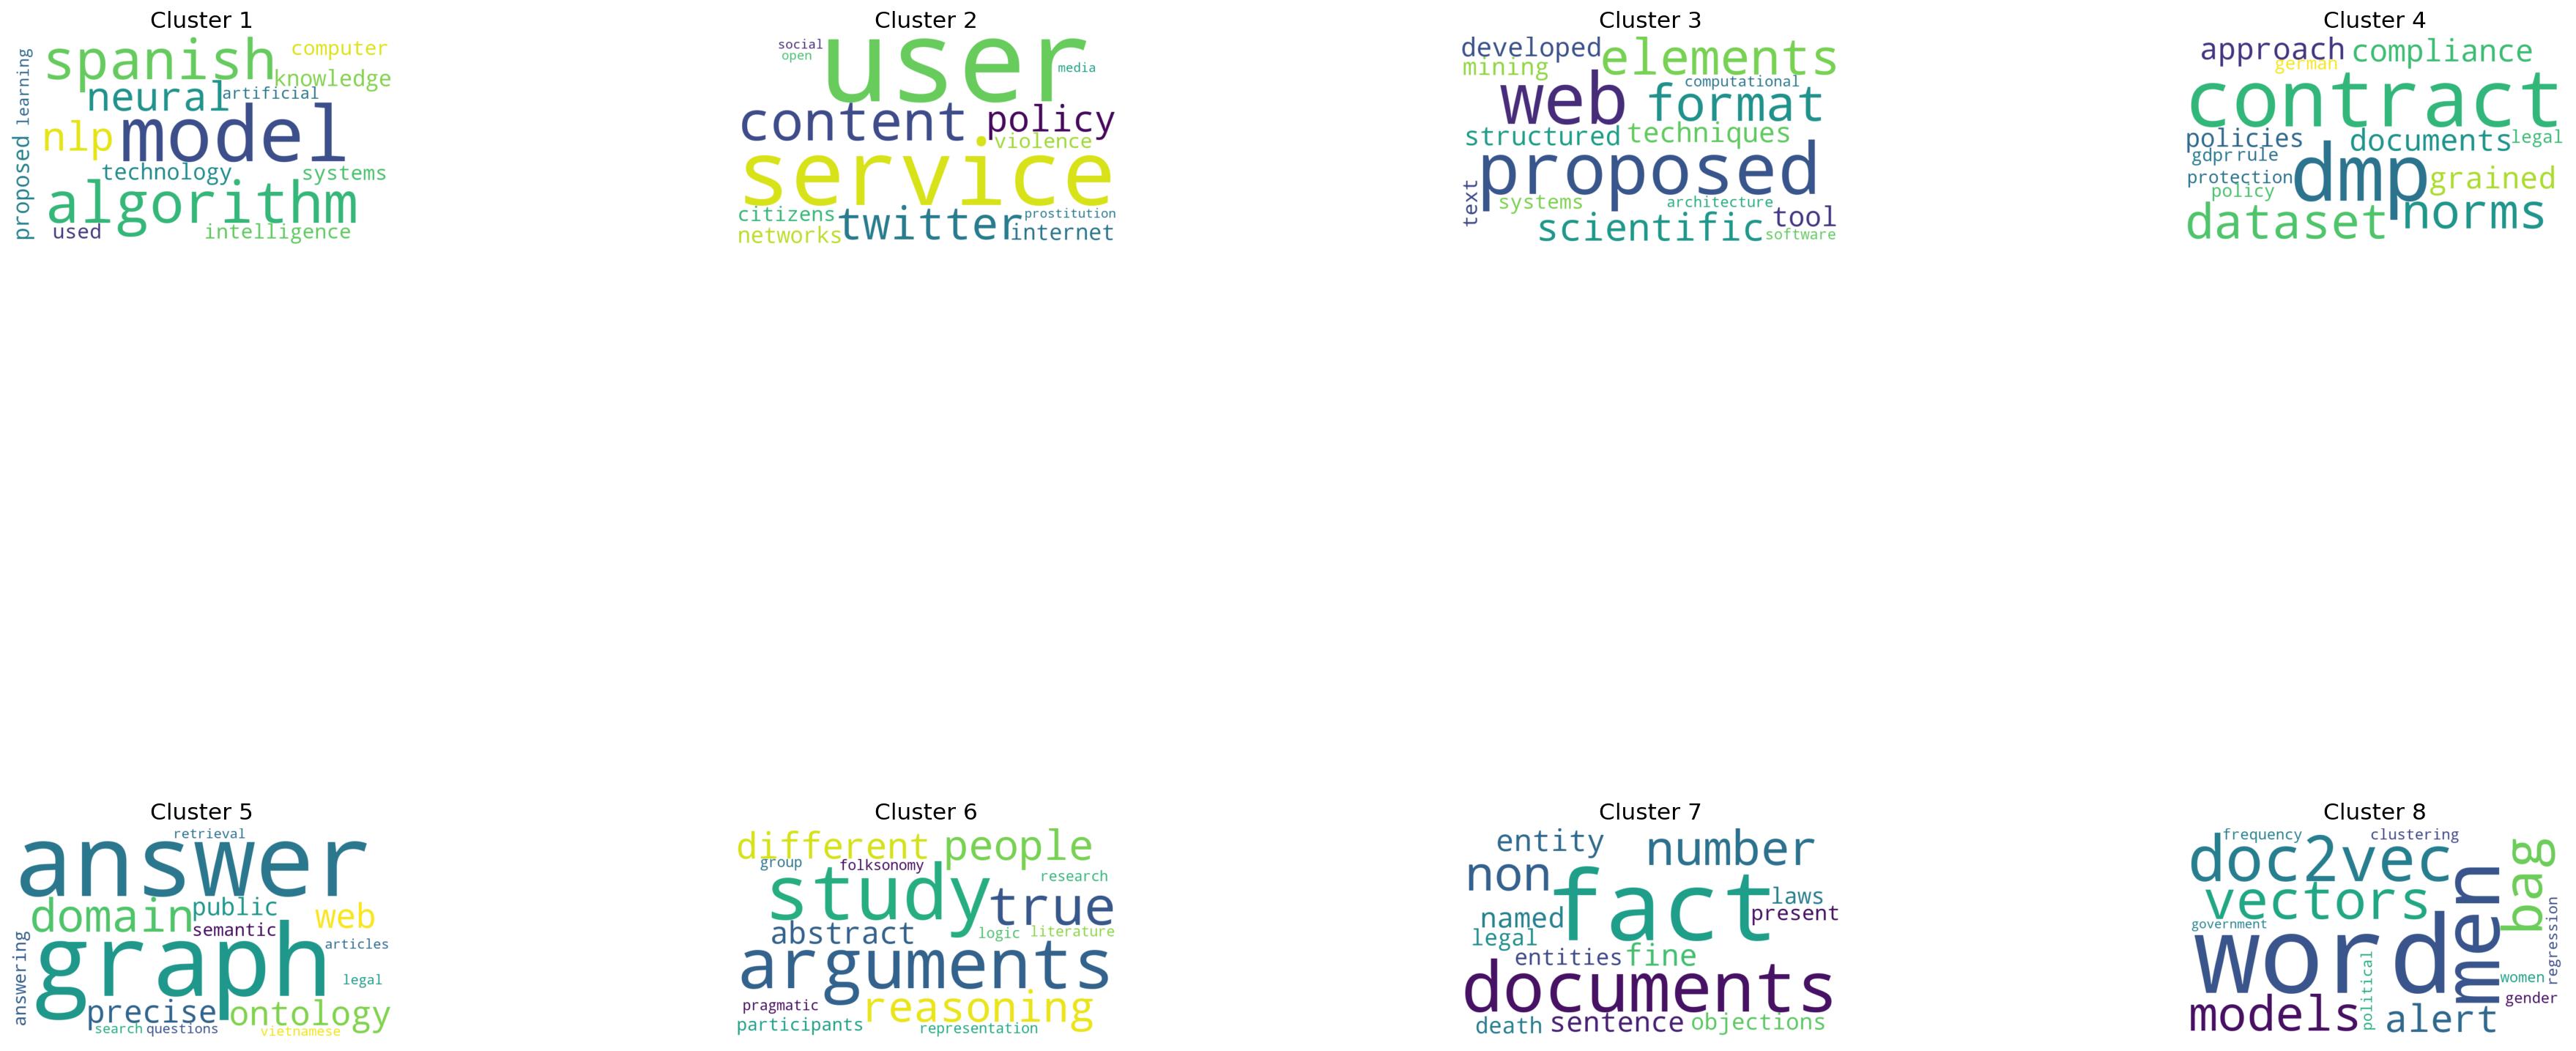 Cluster 1
spanish computer
knowledge
neural artificial
nlp model
technology systems
algorithm
used intelligence
proposed learning
Cluster 2
social user
open media
content policy
violence
service
citizens twitter prostitution
networks internet
Cluster 3
developed elements
mining computational
web format
structured techniques
proposed
text systems architecture
scientific tool
software
Cluster 4
approach compliance
german
contract
policies documents legal
gdpr rule
protection dmp grained
policy
dataset norms
Cluster 5
retrieval
answer
domain public web
semantic
graph articles
answering legal
precise ontology
search questions vietnamese
Cluster 6
different people
group folksonomy
study research
true
abstract logic literature
arguments
pragmatic reasoning
participants representation
Cluster 7
entity number
non fact
laws
named present
legal
entities fine
documents
death sentence objections
Cluster 8
frequency clustering
doc2vec bag
vectors men
government regression
word
political women
gender
models alert